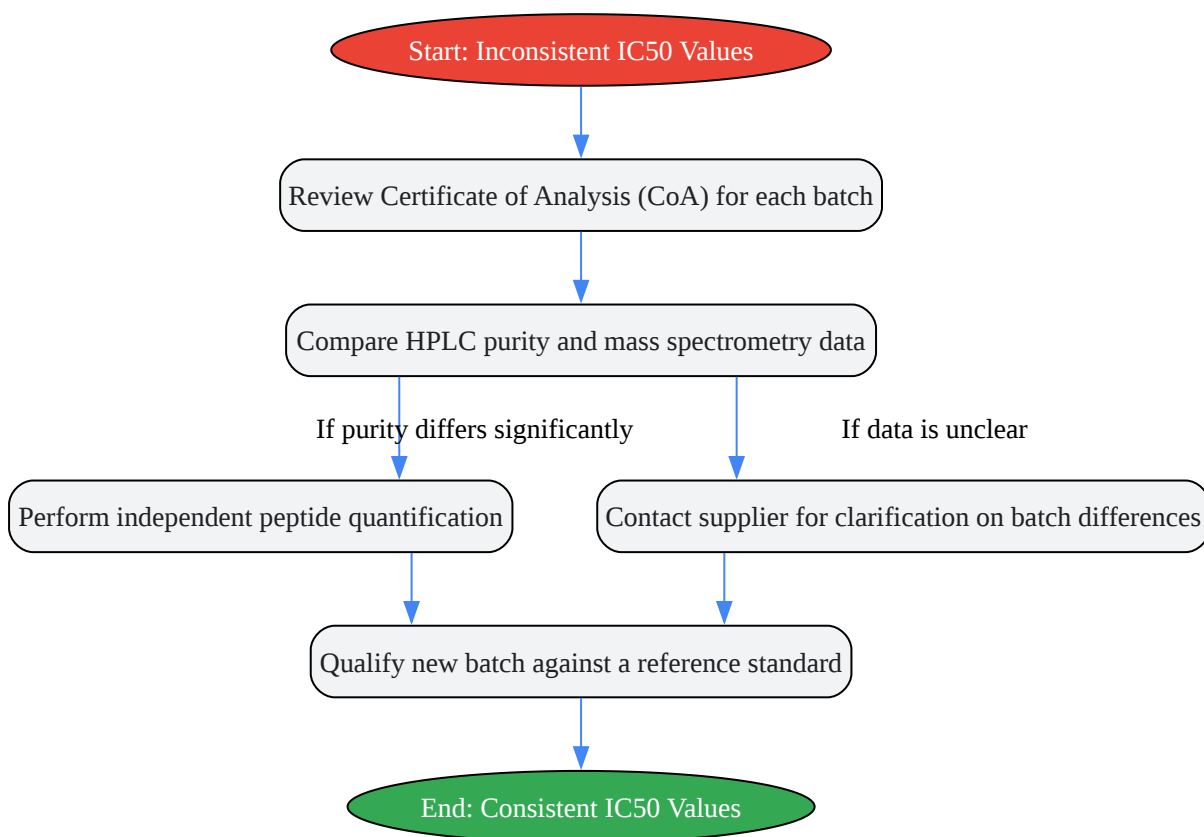 Start: Inconsistent IC50 Values
Review Certificate of Analysis (CoA) for each batch
Compare HPLC purity and mass spectrometry data
If purity differs significantly
If data is unclear
Perform independent peptide quantification
Contact supplier for clarification on batch differences
Qualify new batch against a reference standard
End: Consistent IC50 Values